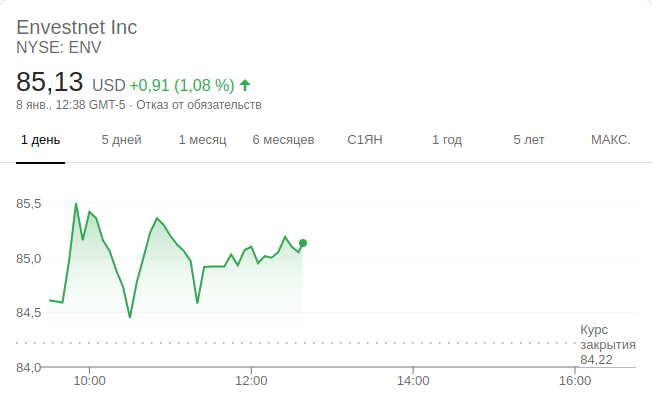 Envestnet Inc
NYSE: ENV
85,13 USD +0,91 (1,08 %)
8 янв., 12:38 GMT-5 · Отказ от обязательств
1 день 5 дней 1 месяц 6 месяцев С1ЯН 1 год 5 лет МАКС.
85,5
85,0
84,5
Курс
закрытия
84,22
84,0
10:00 12:00 14:00 16:00